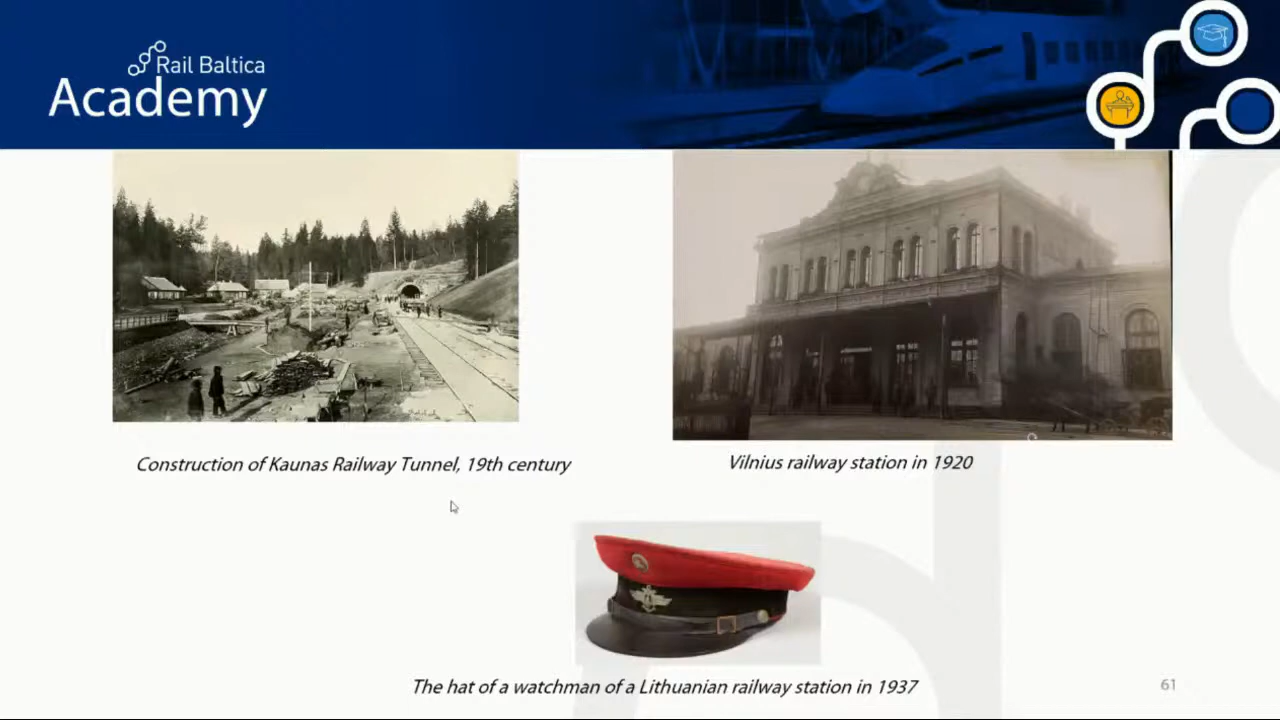 Rail Baltica
Academy
Construction of Kaunas Railway Tunnel, 19th century
Vilnius railway station in 1920
The hat of a watchman of a Lithuanian railway station in 1937
61